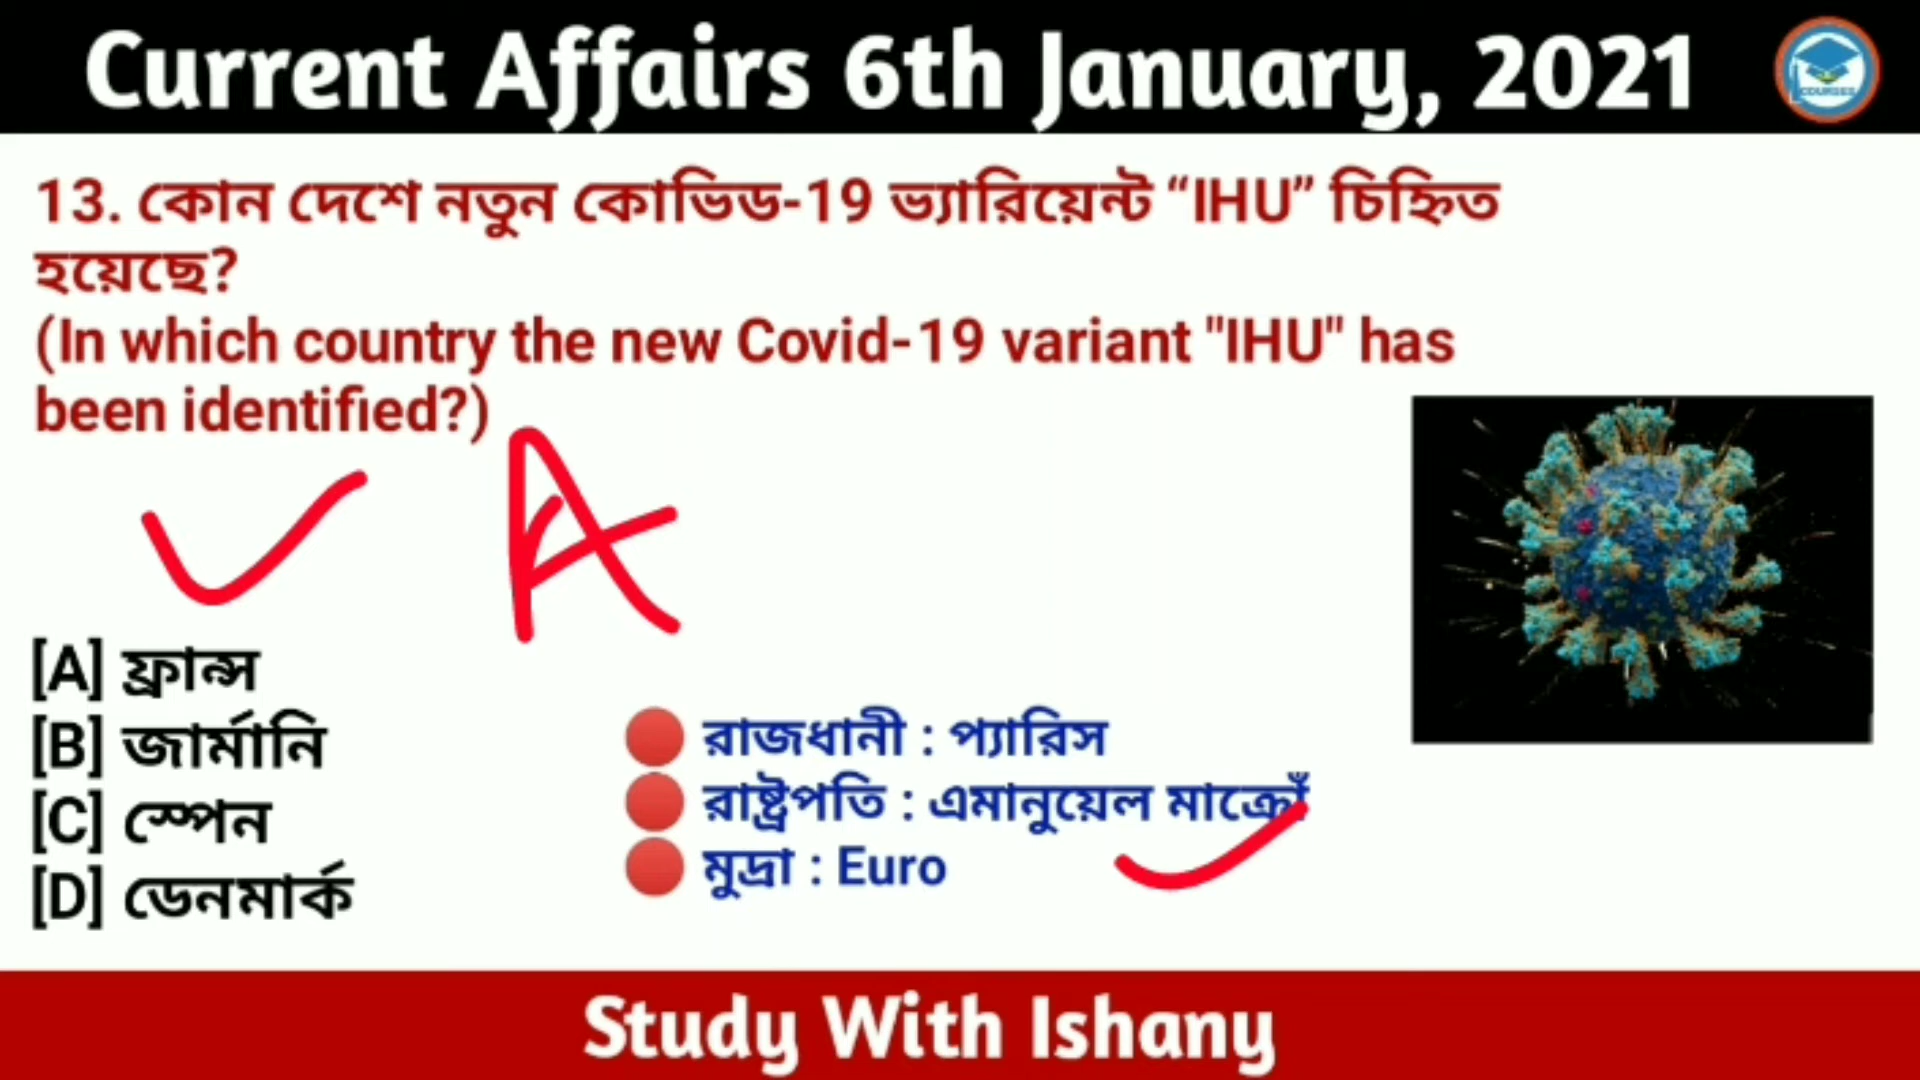 Current Affairs 6th January, 2021
COURSES
13. কোন দেশে নতুন কোভিড-19 ভ্যারিয়েন্ট “IHU” চিহ্নিত
হয়েছে?
(In which country the new Covid-19 variant "IHU" has
been identified?)
A
[A] ফ্রান্স
[B] জার্মানি
[C] স্পেন
[D] ডেনমার্ক
রাজধানী : প্যারিস
রাষ্ট্রপতি : এমানুয়েল মাক্রোঁ
মুদ্রা : Euro
Study With Ishany